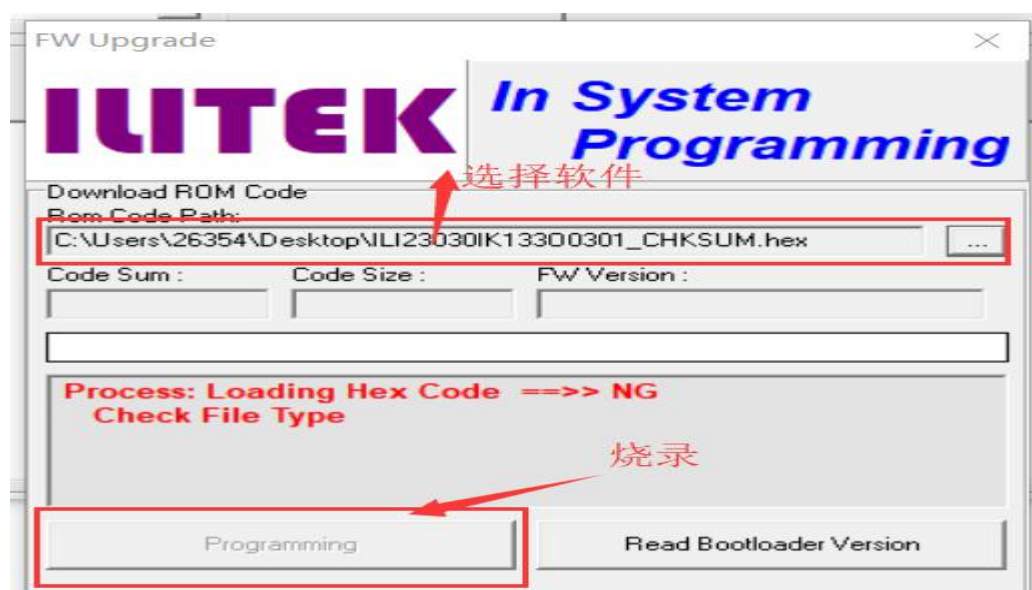 FW Upgrade
ILITEK
In System
Programming
选择软件
Download ROM Code
Rom Code Path:
C:\Users\26354\Desktop\ILI23030IK13300301_CHKSUM.hex
...
Code Sum :
Code Size :
FW Version :
Process: Loading Hex Code ==>> NG
Check File Type
烧录
Programming
Read Bootloader Version